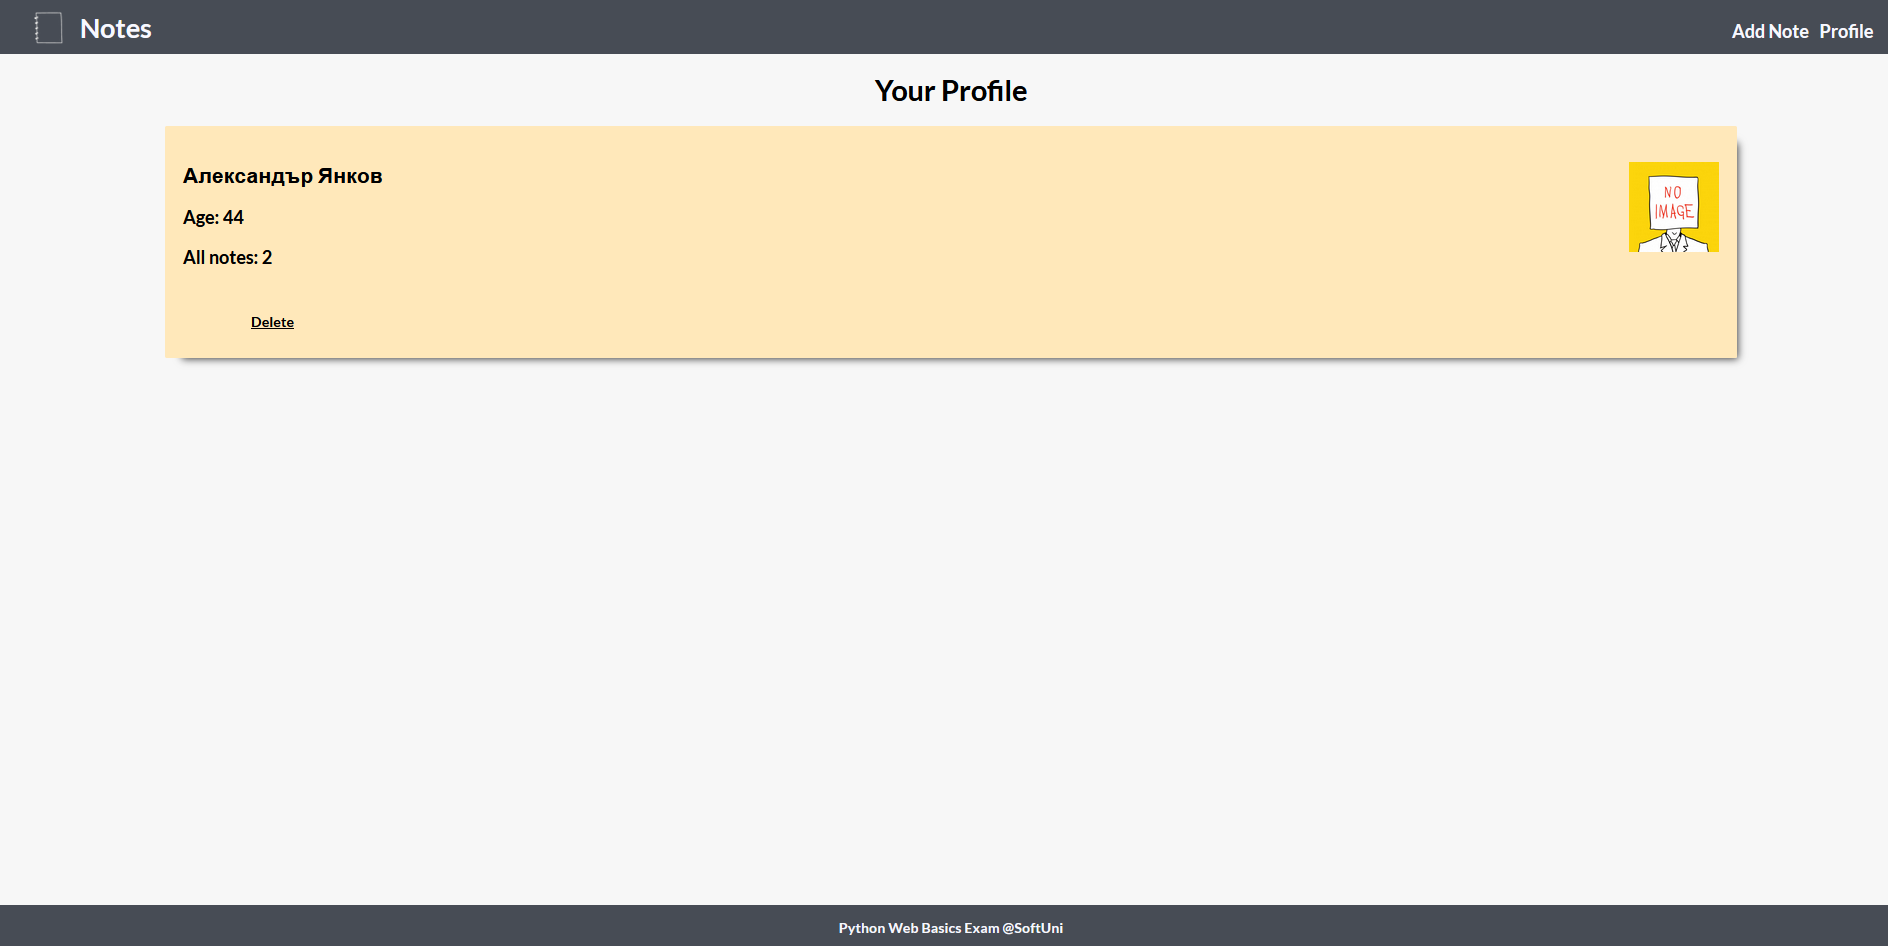 Notes
Add Note Profile
Your Profile
Александър Янков
NO
IMAGE
Age: 44
All notes: 2
Delete
Python Web Basics Exam @SoftUni